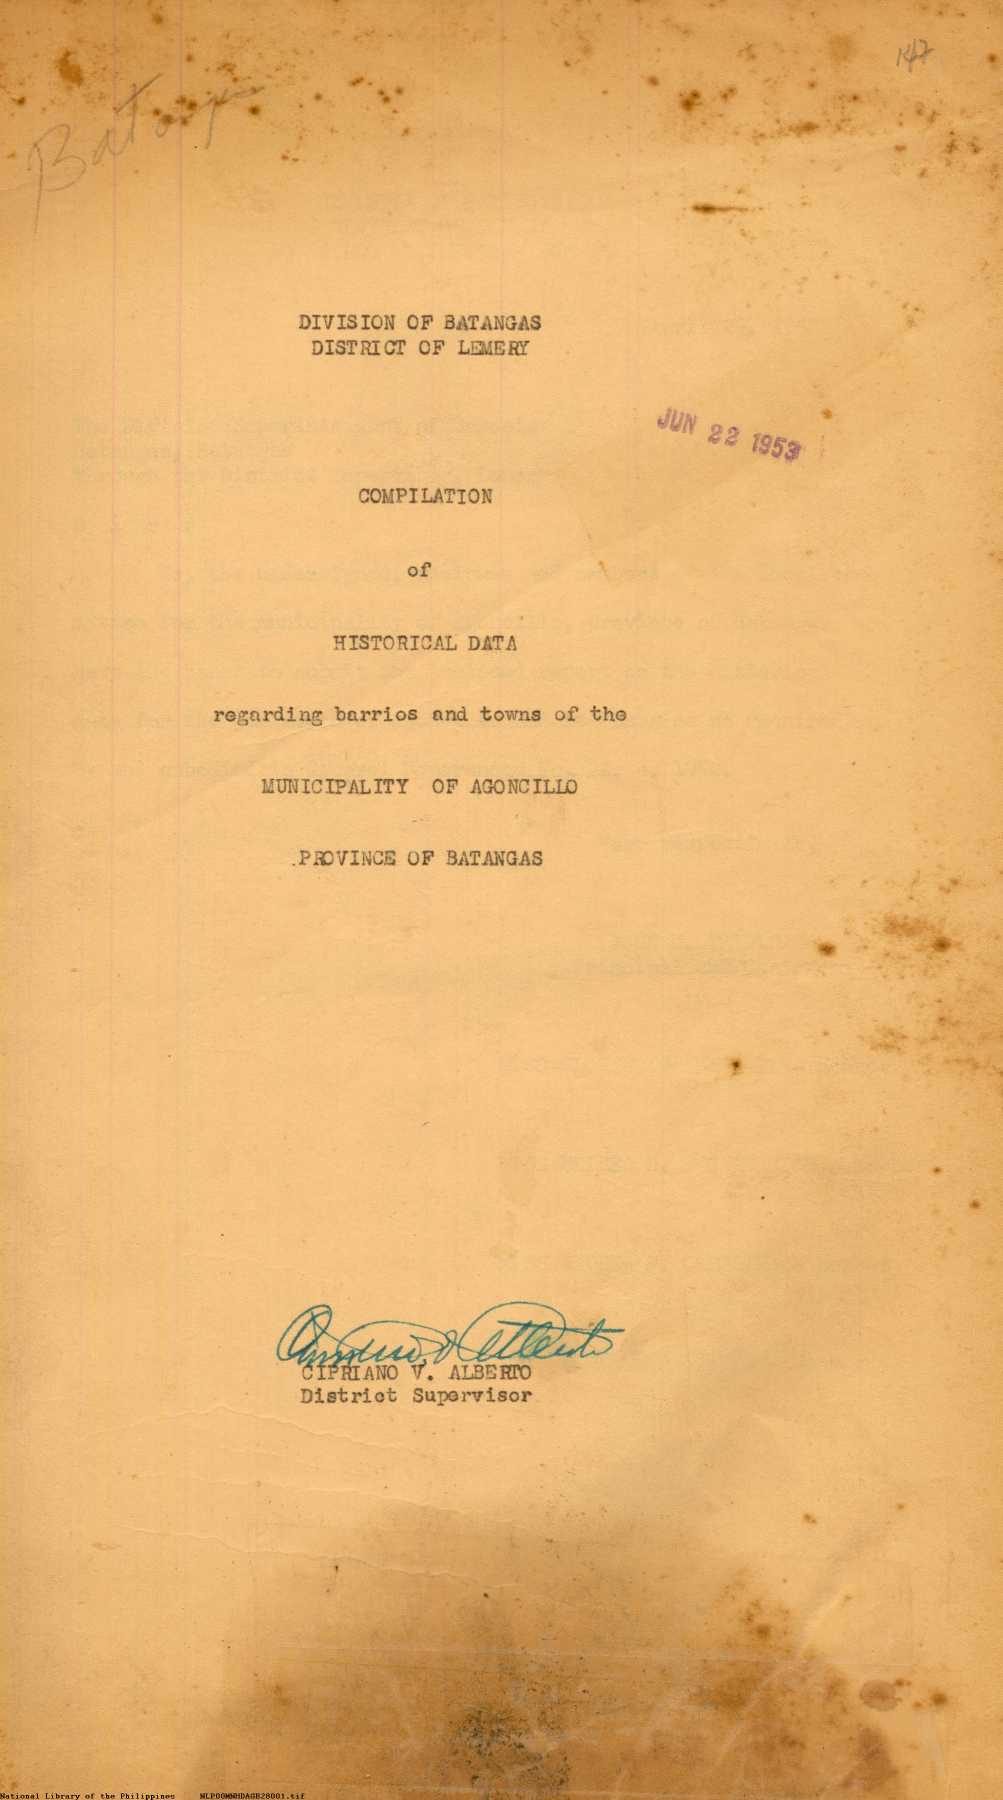 147
Batangas
DIVISION OF BATANGAS
DISTRICT OF LEMERY
JUN 22 1953
COMPILATION
of
HISTORICAL DATA
regarding barrios and towns of the
MUNICIPALITY OF AGONCILLO
.PROVINCE OF BATANGAS
CIPRIANO V. ALBERTO
District Supervisor
National Library of the Philippines